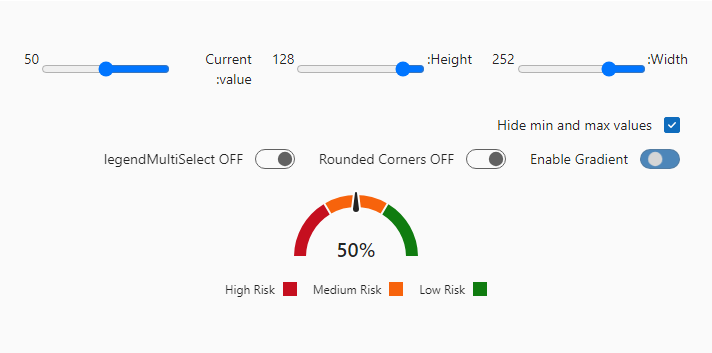 :Width
252
:Height
128
Current
:value
50
Hide min and max values
Enable Gradient
Rounded Corners OFF
legendMultiSelect OFF
50%
High Risk
Medium Risk
Low Risk